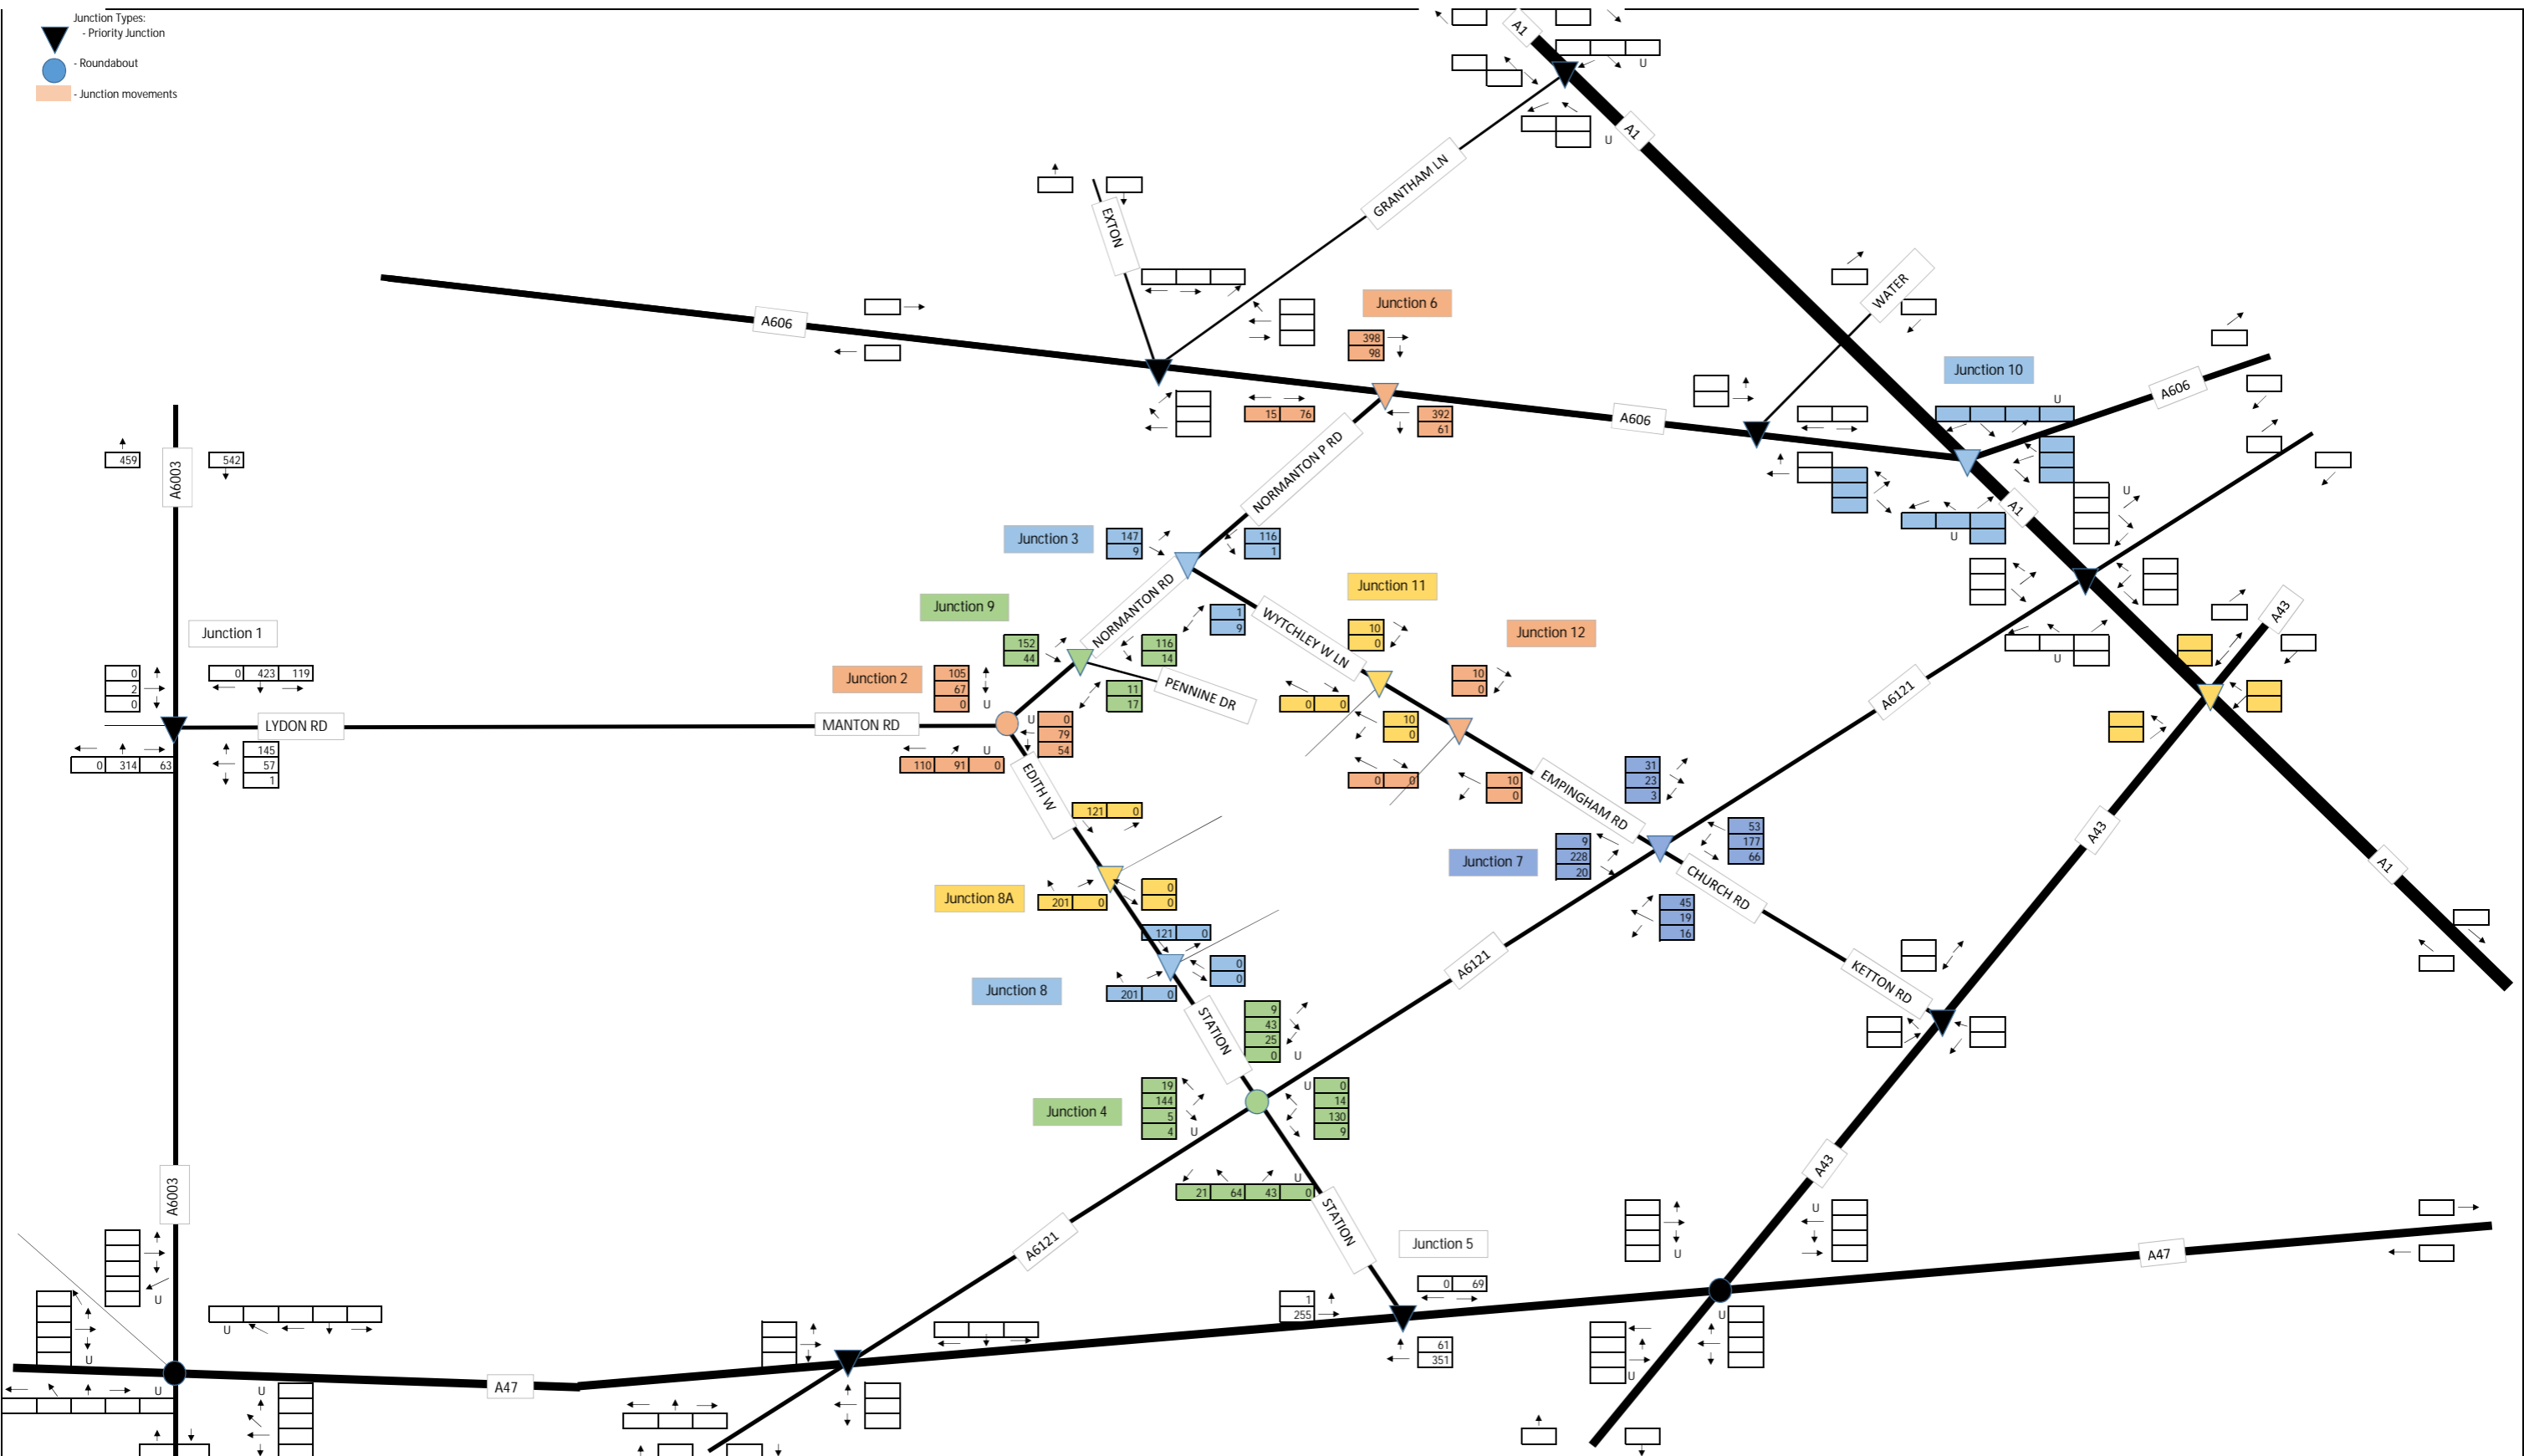 Junction Types:
- Priority Junction
- Roundabout
- Junction movements
A1
U
U
A1
GRANTHAM LN
EXTON
WATER
A606
Junction 6
398
98
15 76
392
61
A606
Junction 10
U
A606
U
U
A1
459
542
A6003
NORMANTON P RD
Junction 3
147
9
116
1
1
9
NORMANTON RD
WYTCHLEY W LN
Junction 11
10
0
0 0
10
0
Junction 12
10
0
0 0
10
0
Junction 9
152
44
116
14
11
17
PENNINE DR
Junction 1
0
2
0
0 423 119
LYDON RD
MANTON RD
0 314 63
145
57
1
Junction 2
105
67
0
U
U
0
79
54
U
110 91 0
EDITH W
121 0
Junction 8A
201 0
0
0
121 0
Junction 8
201 0
0
0
STATION
9
43
25
0 U
Junction 4
19
144
5
4 U
U 0
14
130
9
U
21 64 43 0
STATION
EMPINGHAM RD
31
23
3
Junction 7
9
228
20
53
177
66
45
19
16
CHURCH RD
KETTON RD
A6121
A6121
A6121
U
A43
A43
A43
A1
A6003
Junction 5
0 69
1
255
61
351
U
U
U
U
A47
U
U
U
U
U
A47